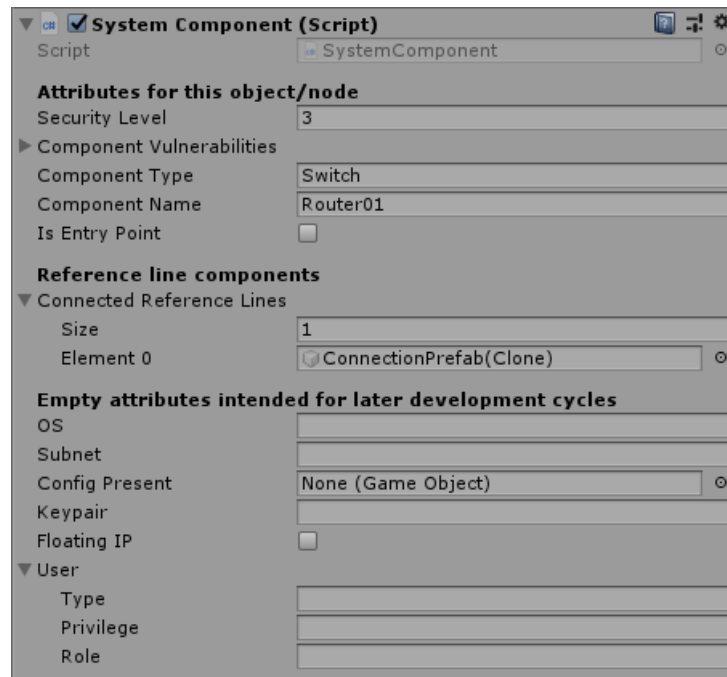 System Component (Script)
Script SystemComponent
Attributes for this object/node
Security Level 3
Component Vulnerabilities
Component Type Switch
Component Name Router01
Is Entry Point
Reference line components
Connected Reference Lines
Size 1
Element 0 ConnectionPrefab(Clone)
Empty attributes intended for later development cycles
OS
Subnet
Config Present None (Game Object)
Keypair
Floating IP
User
Type
Privilege
Role